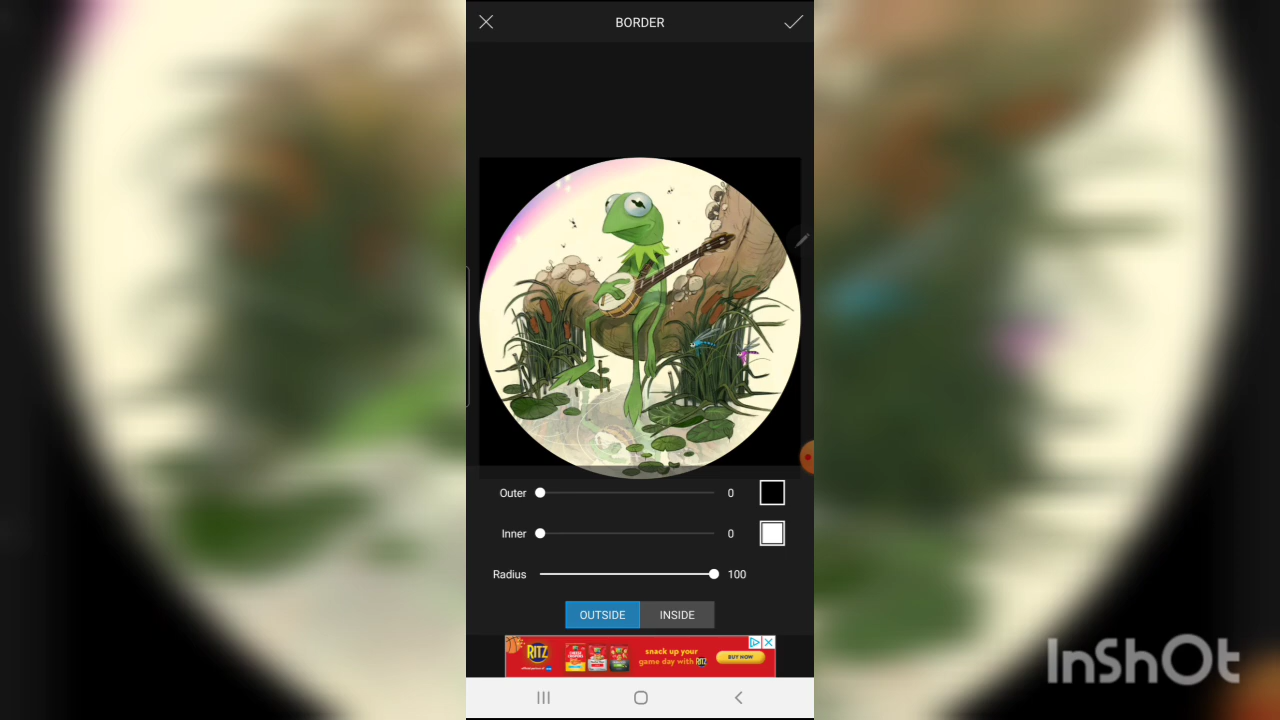 BORDER
Outer 0
Inner 0
Radius 100
OUTSIDE INSIDE
RITZ
snack up your
game day with RITZ
BUY NOW
InShOt